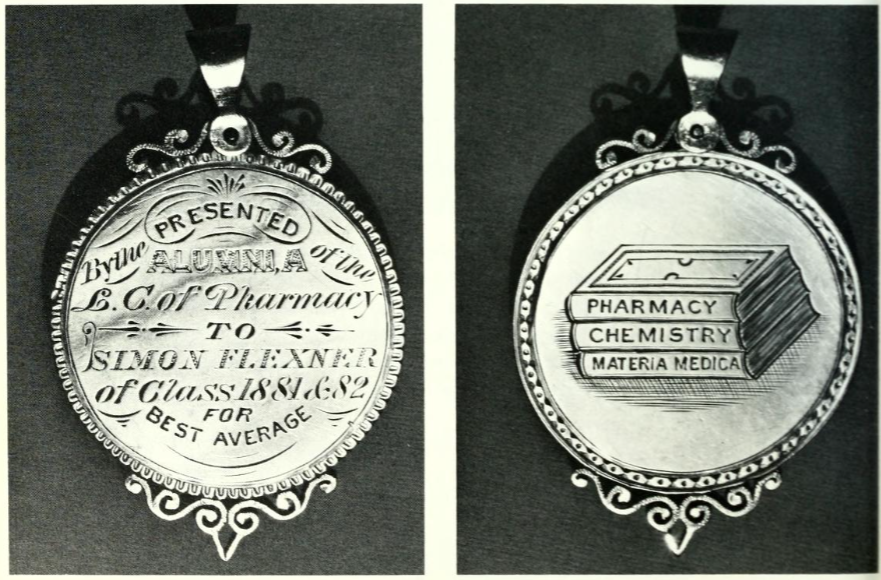 PRESENTED
By the ALUMNI,A of the
L.C. of Pharmacy
TO
SIMON FLEXNER
of Class 1881 & 82
FOR
BEST AVERAGE
PHARMACY
CHEMISTRY
MATERIA MEDICA